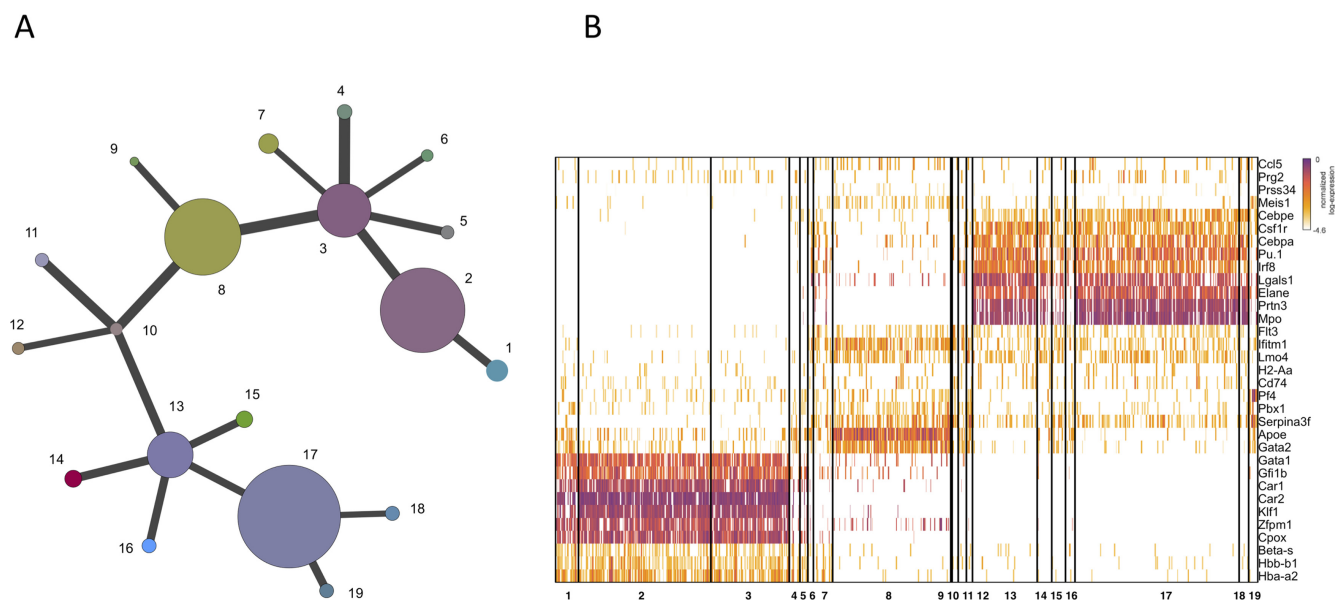 A
B
4
7
6
9
5
3
11
2
8
12
10
1
13
15
14
17
18
16
19
Ccl5
Prg2
Prss34
Meis1
Cebpe
Csf1r
Cebpa
Pu.1
Irf8
Lgals1
Elane
Prtn3
Mpo
Flt3
Ifitm1
Lmo4
H2-Aa
Cd74
Pf4
Pbx1
Serpina3f
Apoe
Gata2
Gata1
Gfi1b
Car1
Car2
Klf1
Zfpm1
Cpox
Beta-s
Hbb-b1
Hba-a2
0
normalized
log-expression
-4.6
1 2 3 4 5 6 7 8 9 10 11 12 13 14 15 16 17 18 19